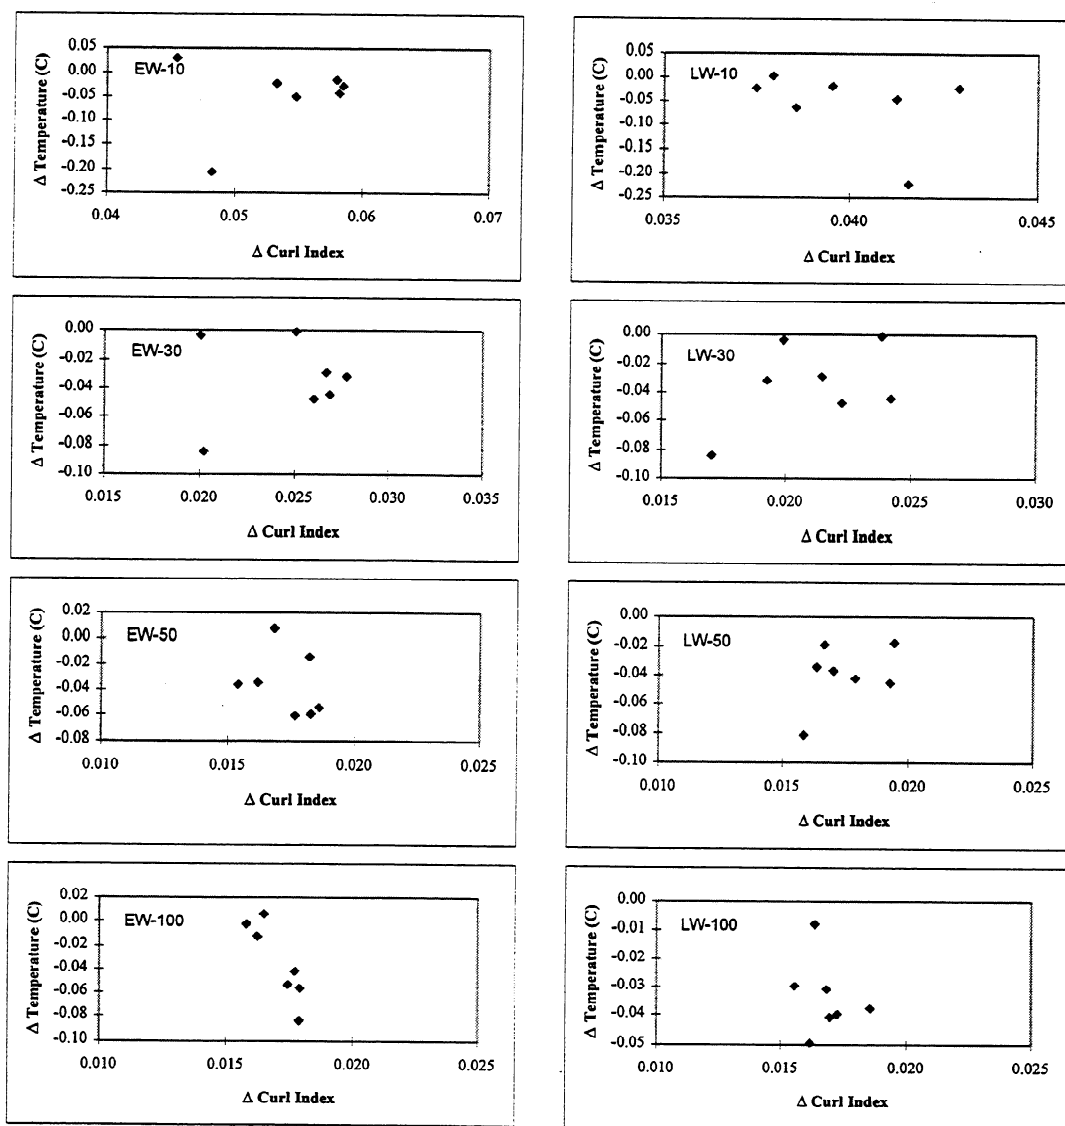 0.05
EW-10
0.00
-0.05
-0.10
-0.15
-0.20
-0.25
Δ Temperature (C)
0.04 0.05 0.06 0.07
Δ Curl Index
0.05
LW-10
0.00
-0.05
-0.10
-0.15
-0.20
-0.25
Δ Temperature (C)
0.035 0.040 0.045
Δ Curl Index
0.00
EW-30
-0.02
-0.04
-0.06
-0.08
-0.10
Δ Temperature (C)
0.015 0.020 0.025 0.030 0.035
Δ Curl Index
0.00
LW-30
-0.02
-0.04
-0.06
-0.08
-0.10
Δ Temperature (C)
0.015 0.020 0.025 0.030
Δ Curl Index
0.02
EW-50
0.00
-0.02
-0.04
-0.06
-0.08
Δ Temperature (C)
0.010 0.015 0.020 0.025
Δ Curl Index
0.00
LW-50
-0.02
-0.04
-0.06
-0.08
-0.10
Δ Temperature (C)
0.010 0.015 0.020 0.025
Δ Curl Index
0.02
EW-100
0.00
-0.02
-0.04
-0.06
-0.08
-0.10
Δ Temperature (C)
0.010 0.015 0.020 0.025
Δ Curl Index
0.00
LW-100
-0.01
-0.02
-0.03
-0.04
-0.05
Δ Temperature (C)
0.010 0.015 0.020 0.025
Δ Curl Index